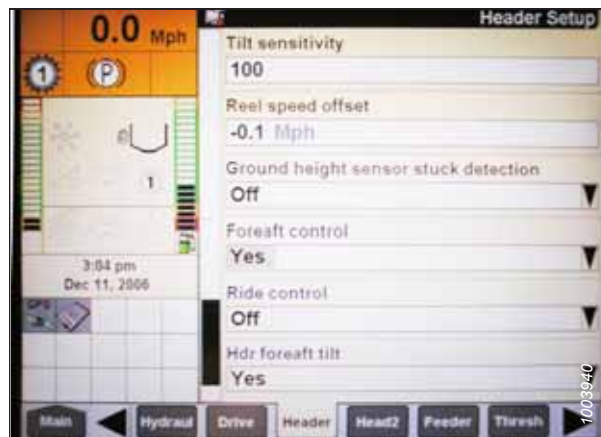 0.0 Mph
Header Setup
Tilt sensitivity
100
1
P
Reel speed offset
-0.1 Mph
Ground height sensor stuck detection
Off
1
Foreaft control
Yes
3:04 pm
Dec 11, 2006
Ride control
Off
GPS
Hdr foreaft tilt
Yes
1003940
Main
Hydraul
Drive
Header
Head2
Feeder
Thresh